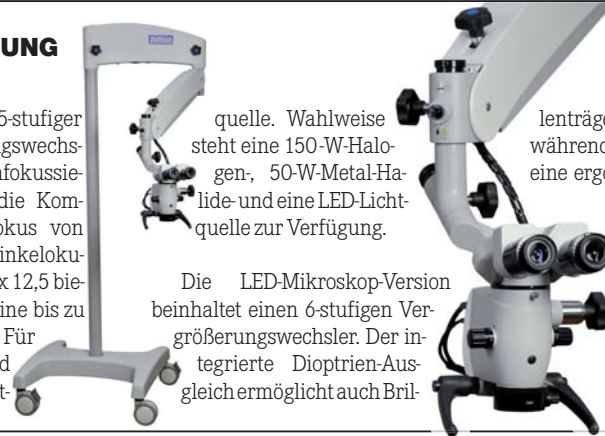 UNG
5-stufiger
ngswechs-
nfokussie-
die Kom-
okus von
inkeloku-
x 12,5 bie-
ine bis zu
Für
d
t-
quelle. Wahlweise
steht eine 150-W-Halo-
gen-, 50-W-Metal-Ha-
lide- und eine LED-Licht-
quelle zur Verfügung.
Die LED-Mikroskop-Version
beinhaltet einen 6-stufigen Ver-
größerungswechsler. Der in-
tegrierte Dioptrien-Aus-
gleich ermöglicht auch Bril-
lenträge
während
eine ergo